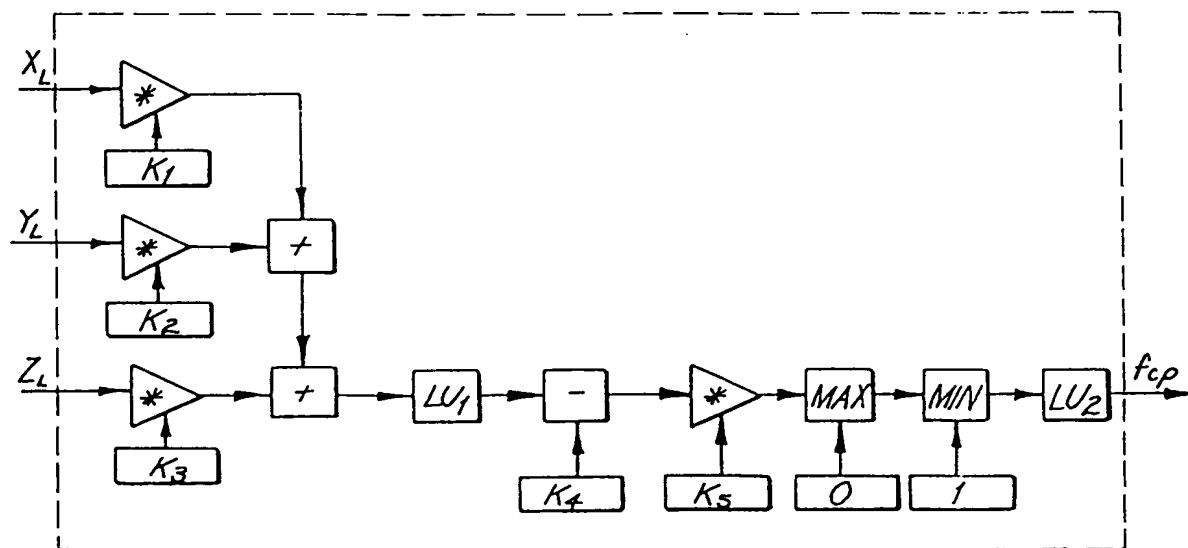 X_L
*
K_1
Y_L
*
+
K_2
Z_L
*
+
LU_1
-
*
MAX
MIN
LU_2
f_cp
K_3
K_4
K_5
0
1